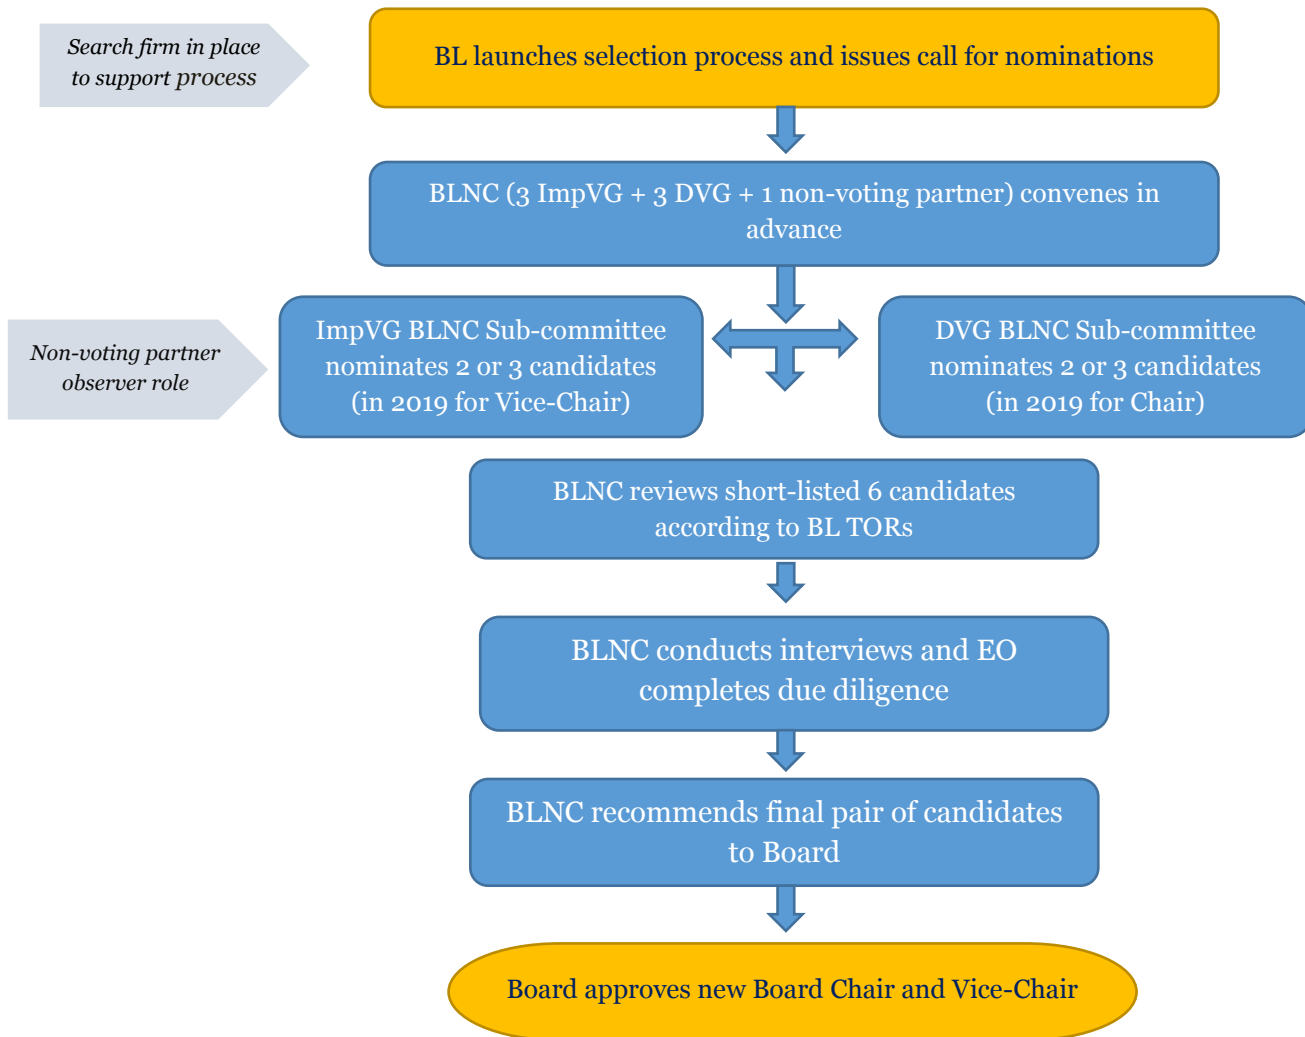 Search firm in place
to support process
BL launches selection process and issues call for nominations
BLNC (3 ImpVG + 3 DVG + 1 non-voting partner) convenes in
advance
Non-voting partner
observer role
ImpVG BLNC Sub-committee
nominates 2 or 3 candidates
(in 2019 for Vice-Chair)
DVG BLNC Sub-committee
nominates 2 or 3 candidates
(in 2019 for Chair)
BLNC reviews short-listed 6 candidates
according to BL TORs
BLNC conducts interviews and EO
completes due diligence
BLNC recommends final pair of candidates
to Board
Board approves new Board Chair and Vice-Chair